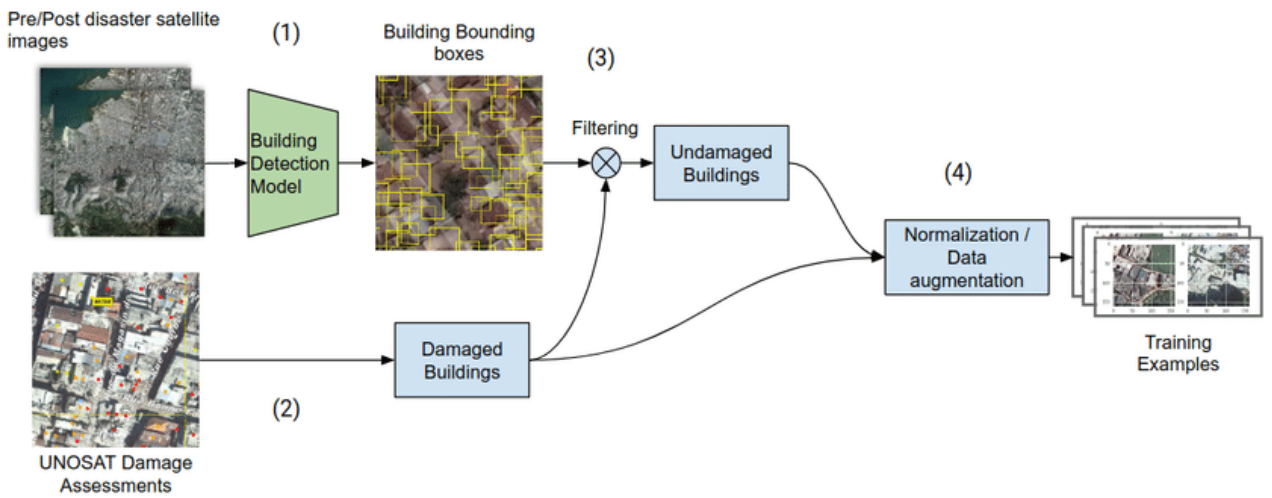 Pre/Post disaster satellite
images
(1)
Building Bounding
boxes
(3)
Building
Detection
Model
Filtering
Undamaged
Buildings
(4)
Normalization /
Data
augmentation
Training
Examples
Damaged
Buildings
(2)
UNOSAT Damage
Assessments